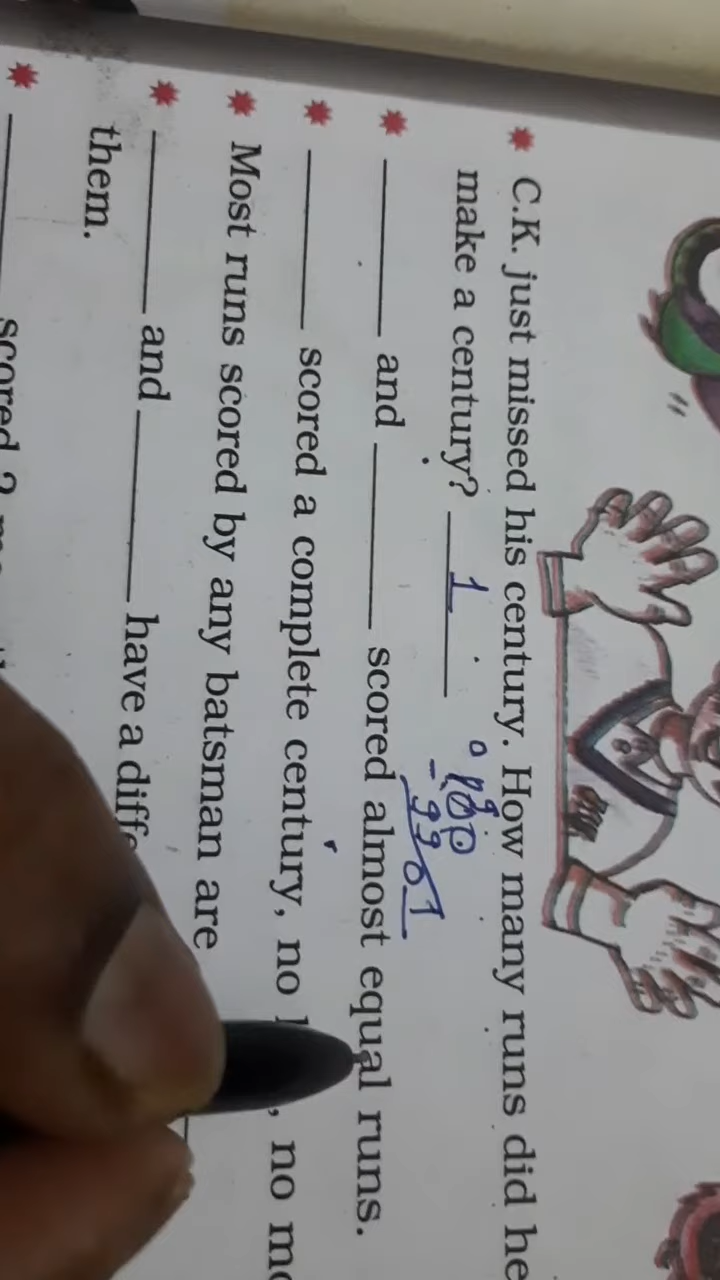 C.K. just missed his century. How many runs did he
make a century? 1
100
- 99
01
and scored almost equal runs.
scored a complete century, no , no
Most runs scored by any batsman are
and have a
them.
scored